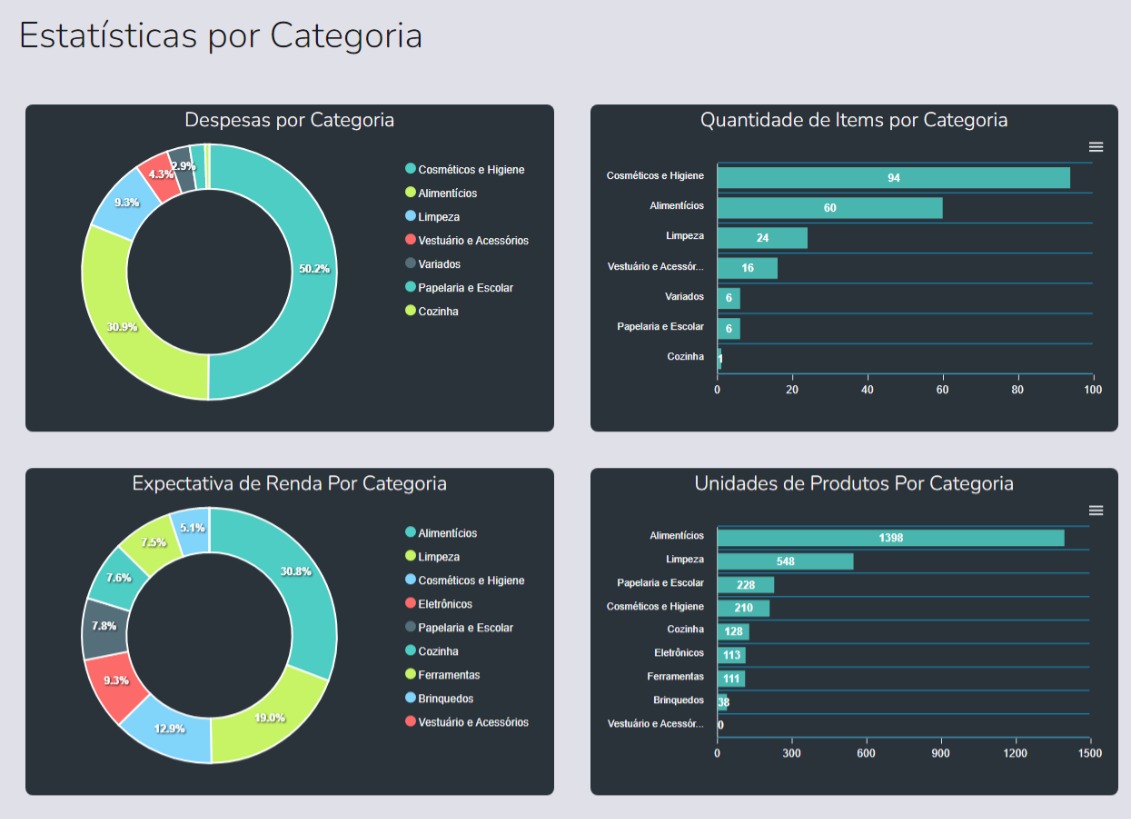 Estatísticas por Categoria
Despesas por Categoria
50.2%
30.9%
9.3%
4.3%
2.9%
Cosméticos e Higiene
Alimentícios
Limpeza
Vestuário e Acessórios
Variados
Papelaria e Escolar
Cozinha
Quantidade de Items por Categoria
Cosméticos e Higiene 94
Alimentícios 60
Limpeza 24
Vestuário e Acessór... 16
Variados 6
Papelaria e Escolar 6
Cozinha 1
0 20 40 60 80 100
Expectativa de Renda Por Categoria
30.8%
19.0%
12.9%
9.3%
7.8%
7.6%
7.5%
5.1%
Alimentícios
Limpeza
Cosméticos e Higiene
Eletrônicos
Papelaria e Escolar
Cozinha
Ferramentas
Brinquedos
Vestuário e Acessórios
Unidades de Produtos Por Categoria
Alimentícios 1398
Limpeza 548
Papelaria e Escolar 228
Cosméticos e Higiene 210
Cozinha 128
Eletrônicos 113
Ferramentas 111
Brinquedos 38
Vestuário e Acessór... 0
0 300 600 900 1200 1500